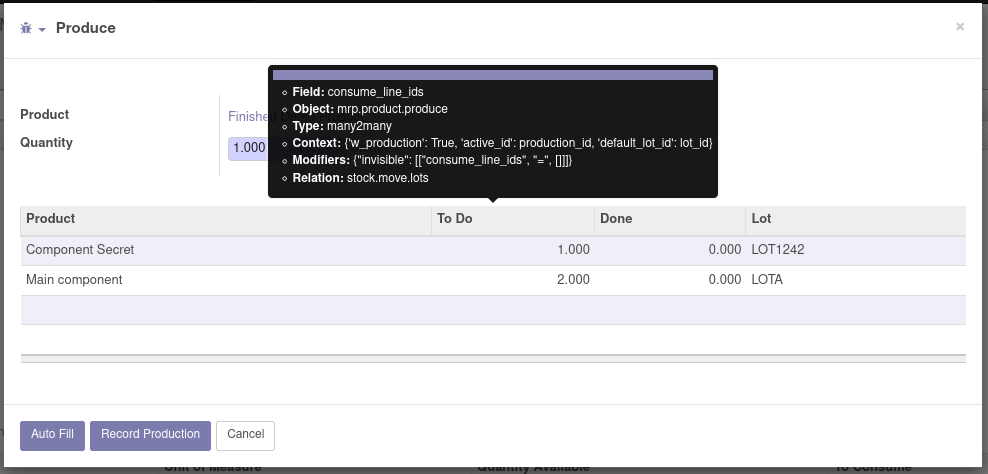 Produce
×
Field: consume_line_ids
Object: mrp.product.produce
Type: many2many
Context: {'w_production': True, 'active_id': production_id, 'default_lot_id': lot_id}
Modifiers: {"invisible": [["consume_line_ids", "=", []]]}
Relation: stock.move.lots
Product Finished
Quantity 1.000
Product To Do Done Lot
Component Secret 1.000 0.000 LOT1242
Main component 2.000 0.000 LOTA
Auto Fill Record Production Cancel
Unit of Measure Quantity Available To Consume